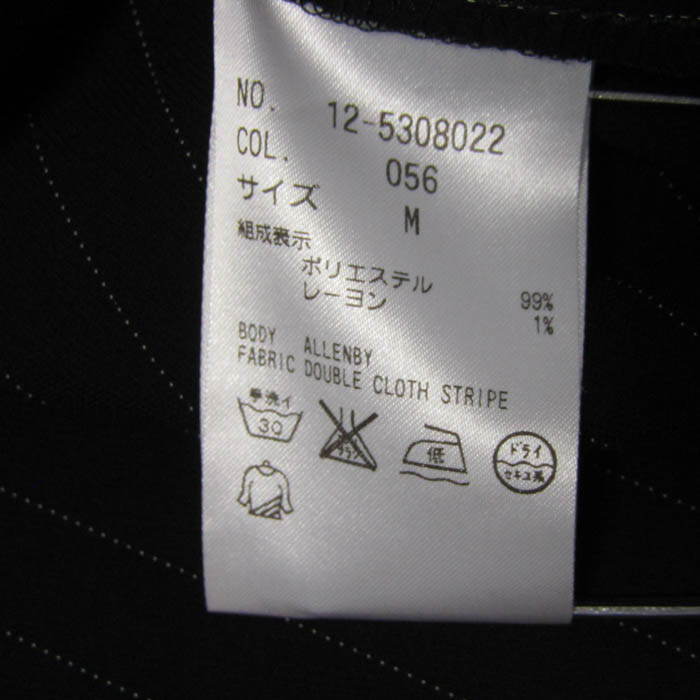 NO. 12-5308022
COL. 056
サイズ M
組成表示
ポリエステル 99%
レーヨン 1%
BODY ALLENBY
FABRIC DOUBLE CLOTH STRIPE
手洗イ
30
低
ドライ
セキユ系